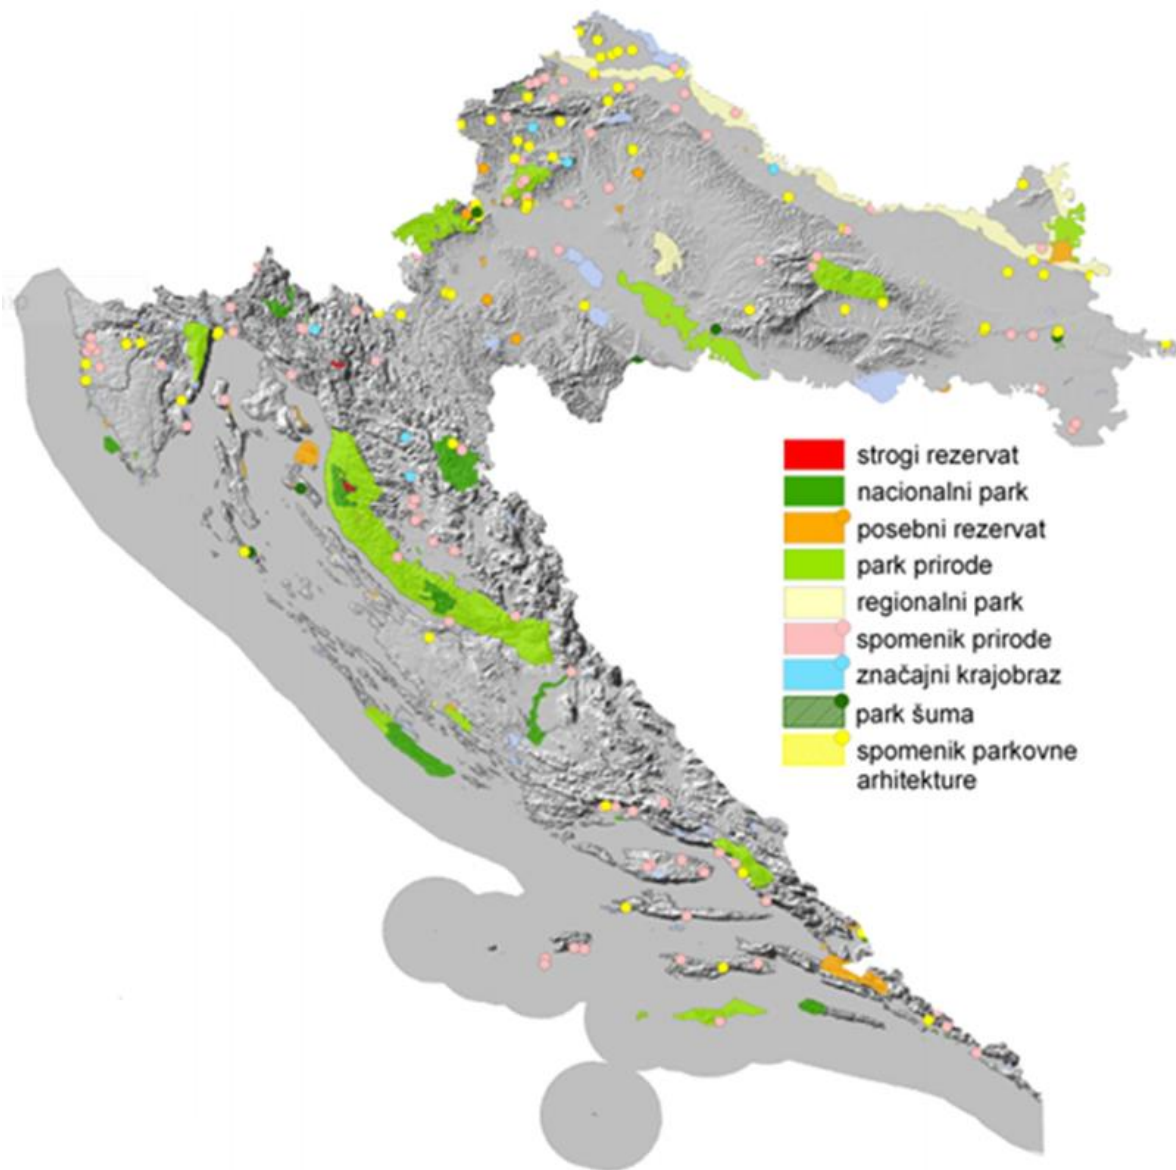 strogi rezervat
nacionalni park
posebni rezervat
park prirode
regionalni park
spomenik prirode
značajni krajobraz
park šuma
spomenik parkovne
arhitekture